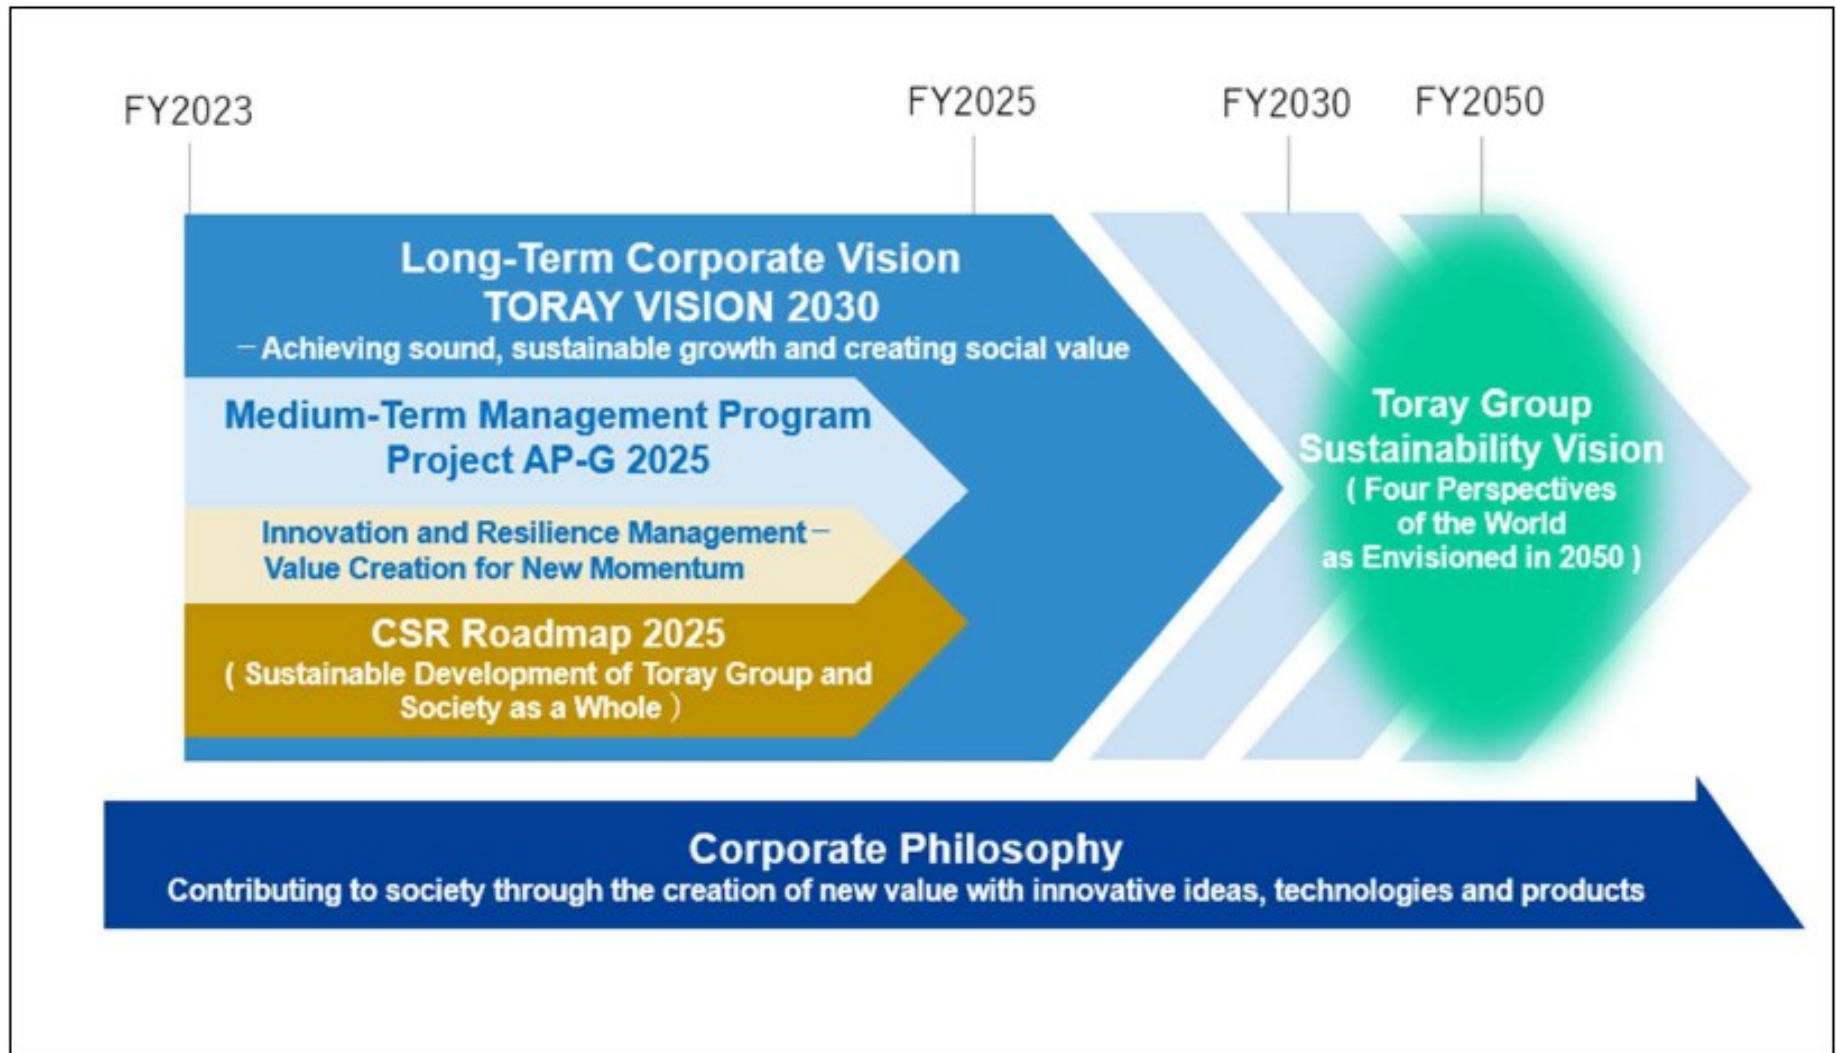 FY2023
FY2025
FY2030
FY2050
Long-Term Corporate Vision
TORAY VISION 2030
－Achieving sound, sustainable growth and creating social value
Medium-Term Management Program
Project AP-G 2025
Innovation and Resilience Management－
Value Creation for New Momentum
CSR Roadmap 2025
( Sustainable Development of Toray Group and
Society as a Whole ）
Toray Group
Sustainability Vision
( Four Perspectives
of the World
as Envisioned in 2050 )
Corporate Philosophy
Contributing to society through the creation of new value with innovative ideas, technologies and products